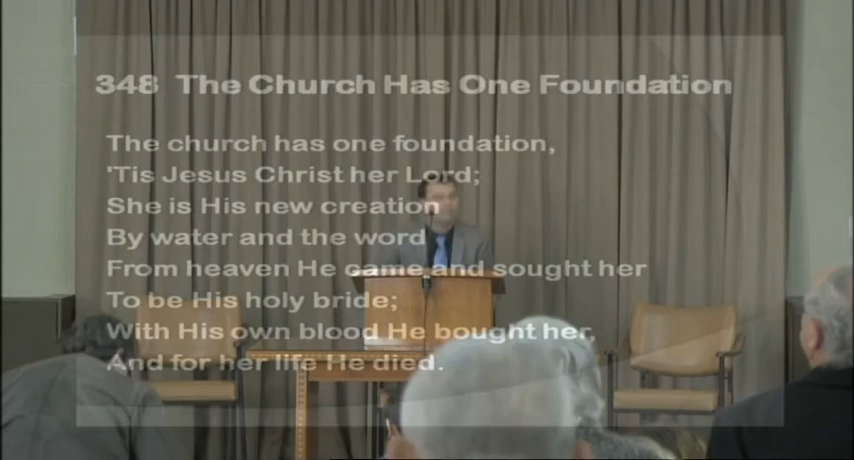 348 The Church Has One Foundation
The church has one foundation,
'Tis Jesus Christ her Lord;
She is His new creation
By water and the word
From heaven He came and sought her
To be His holy bride;
With His own blood He bought her,
And for her life He died.